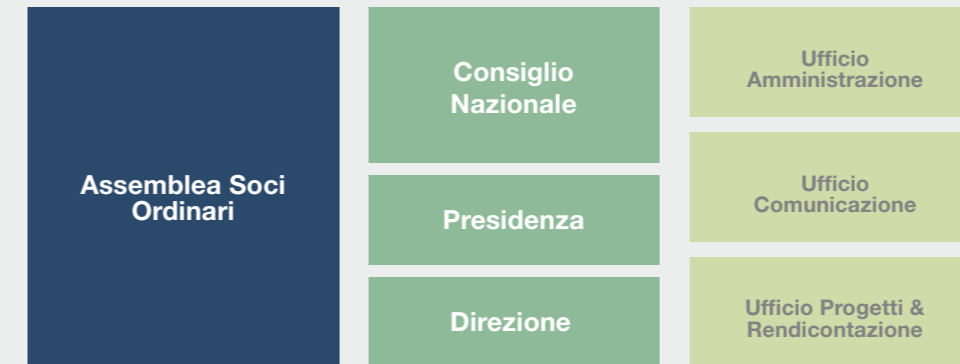 Assemblea Soci
Ordinari
Consiglio
Nazionale
Presidenza
Direzione
Ufficio
Amministrazione
Ufficio
Comunicazione
Ufficio Progetti &
Rendicontazione